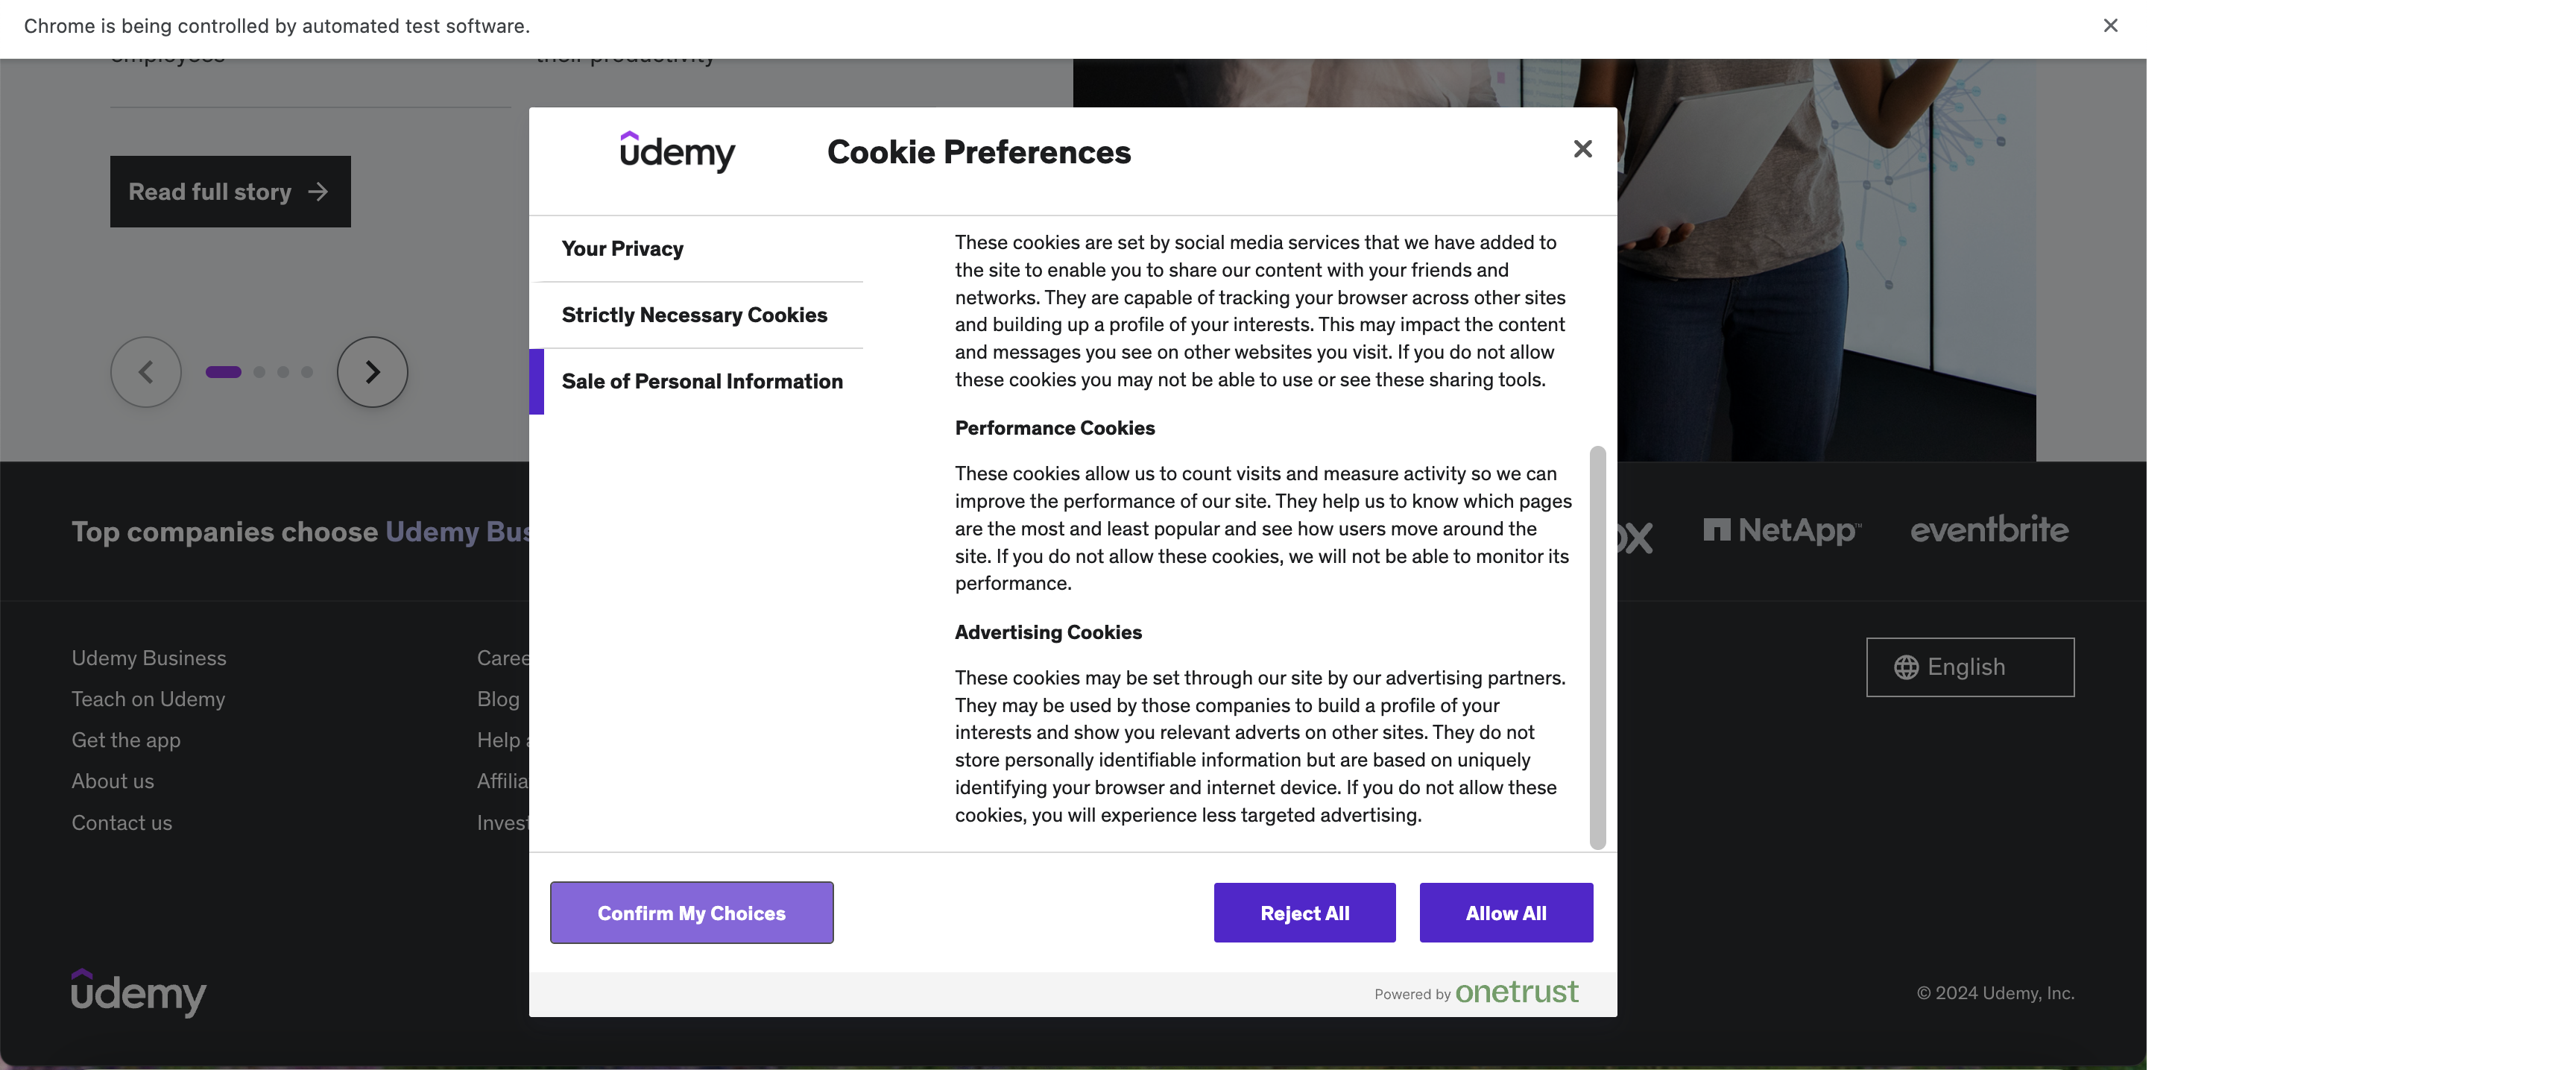 Chrome is being controlled by automated test software.
employees
their productivity
Read full story
udemy
Cookie Preferences
Your Privacy
Strictly Necessary Cookies
Sale of Personal Information
These cookies are set by social media services that we have added to
the site to enable you to share our content with your friends and
networks. They are capable of tracking your browser across other sites
and building up a profile of your interests. This may impact the content
and messages you see on other websites you visit. If you do not allow
these cookies you may not be able to use or see these sharing tools.
Performance Cookies
These cookies allow us to count visits and measure activity so we can
improve the performance of our site. They help us to know which pages
are the most and least popular and see how users move around the
site. If you do not allow these cookies, we will not be able to monitor its
performance.
Advertising Cookies
These cookies may be set through our site by our advertising partners.
They may be used by those companies to build a profile of your
interests and show you relevant adverts on other sites. They do not
store personally identifiable information but are based on uniquely
identifying your browser and internet device. If you do not allow these
cookies, you will experience less targeted advertising.
Confirm My Choices
Reject All
Allow All
Powered by onetrust
Top companies choose Udemy Bus
ox
NetApp™
eventbrite
Udemy Business
Teach on Udemy
Get the app
About us
Contact us
Caree
Blog
Help a
Affilia
Invest
English
udemy
© 2024 Udemy, Inc.